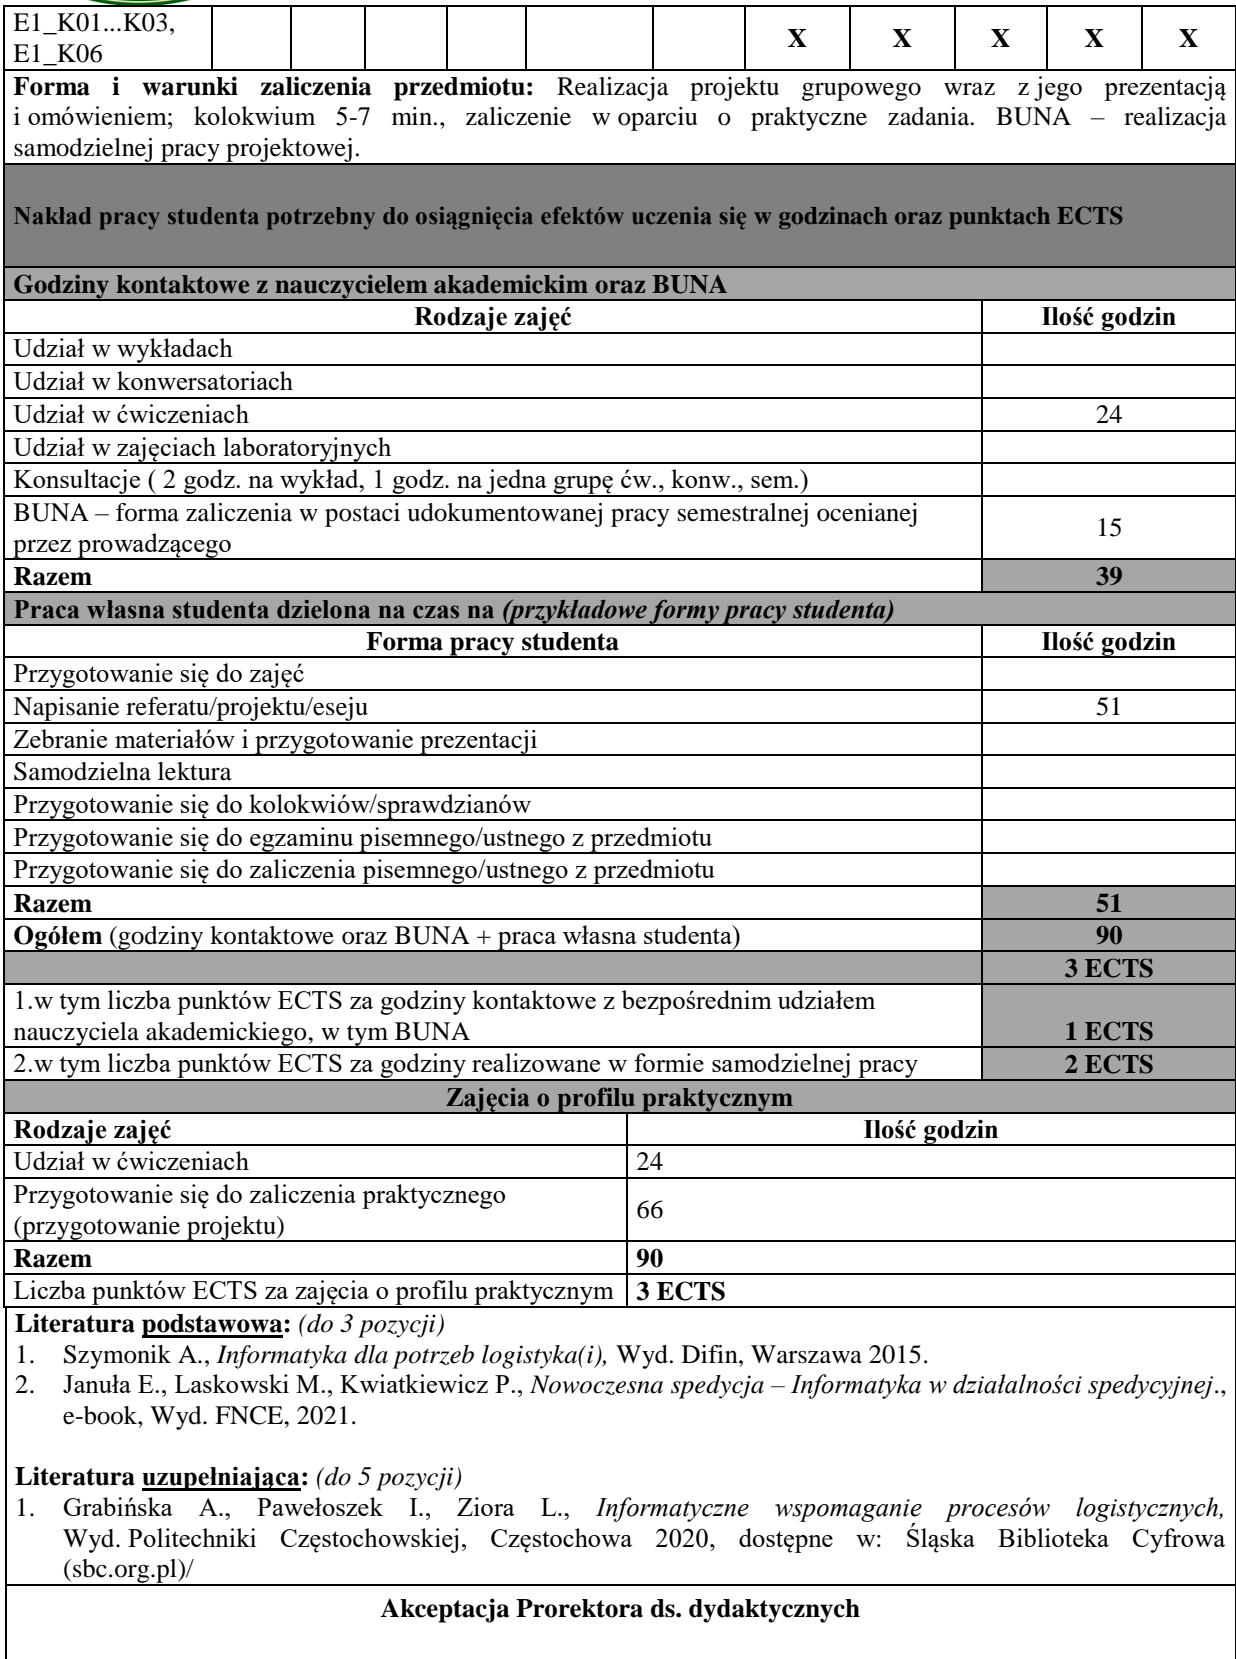 E1_K01...K03,
E1_K06 X X X X X
Forma i warunki zaliczenia przedmiotu: Realizacja projektu grupowego wraz z jego prezentacją
i omówieniem; kolokwium 5-7 min., zaliczenie w oparciu o praktyczne zadania. BUNA – realizacja
samodzielnej pracy projektowej.
Nakład pracy studenta potrzebny do osiągnięcia efektów uczenia się w godzinach oraz punktach ECTS
Godziny kontaktowe z nauczycielem akademickim oraz BUNA
Rodzaje zajęć Ilość godzin
Udział w wykładach
Udział w konwersatoriach
Udział w ćwiczeniach 24
Udział w zajęciach laboratoryjnych
Konsultacje ( 2 godz. na wykład, 1 godz. na jedna grupę ćw., konw., sem.)
BUNA – forma zaliczenia w postaci udokumentowanej pracy semestralnej ocenianej
przez prowadzącego 15
Razem 39
Praca własna studenta dzielona na czas na (przykładowe formy pracy studenta)
Forma pracy studenta Ilość godzin
Przygotowanie się do zajęć
Napisanie referatu/projektu/eseju 51
Zebranie materiałów i przygotowanie prezentacji
Samodzielna lektura
Przygotowanie się do kolokwiów/sprawdzianów
Przygotowanie się do egzaminu pisemnego/ustnego z przedmiotu
Przygotowanie się do zaliczenia pisemnego/ustnego z przedmiotu
Razem 51
Ogółem (godziny kontaktowe oraz BUNA + praca własna studenta) 90
3 ECTS
1.w tym liczba punktów ECTS za godziny kontaktowe z bezpośrednim udziałem
nauczyciela akademickiego, w tym BUNA 1 ECTS
2.w tym liczba punktów ECTS za godziny realizowane w formie samodzielnej pracy 2 ECTS
Zajęcia o profilu praktycznym
Rodzaje zajęć Ilość godzin
Udział w ćwiczeniach 24
Przygotowanie się do zaliczenia praktycznego
(przygotowanie projektu) 66
Razem 90
Liczba punktów ECTS za zajęcia o profilu praktycznym 3 ECTS
Literatura podstawowa: (do 3 pozycji)
1. Szymonik A., Informatyka dla potrzeb logistyka(i), Wyd. Difin, Warszawa 2015.
2. Januła E., Laskowski M., Kwiatkiewicz P., Nowoczesna spedycja – Informatyka w działalności spedycyjnej.,
e-book, Wyd. FNCE, 2021.
Literatura uzupełniająca: (do 5 pozycji)
1. Grabińska A., Pawełoszek I., Ziora L., Informatyczne wspomaganie procesów logistycznych,
Wyd. Politechniki Częstochowskiej, Częstochowa 2020, dostępne w: Śląska Biblioteka Cyfrowa
(sbc.org.pl)/
Akceptacja Prorektora ds. dydaktycznych